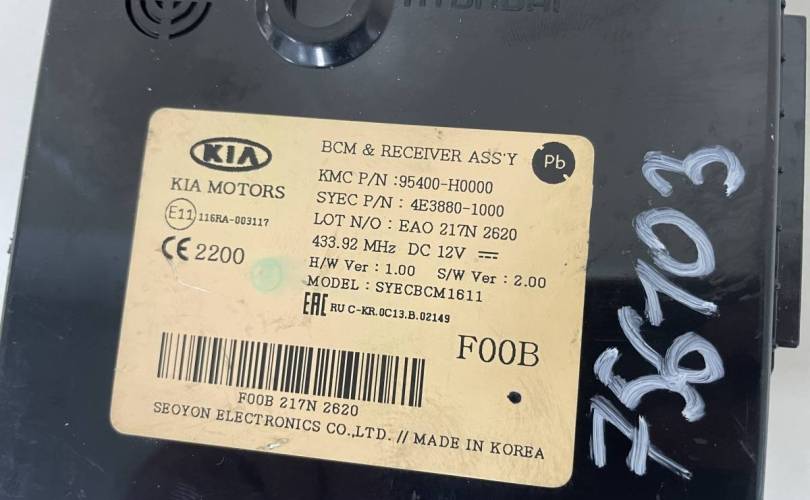 HYUNDAI
KIA
KIA MOTORS
E11 116RA-003117
CE 2200
BCM & RECEIVER ASS'Y
Pb
KMC P/N :95400-H0000
SYEC P/N : 4E3880-1000
LOT N/O : EAO 217N 2620
433.92 MHz DC 12V
H/W Ver : 1.00 S/W Ver : 2.00
MODEL : SYECBCM1611
EAC RU C-KR.0C13.B.02149
F00B
F00B 217N 2620
SEOYON ELECTRONICS CO.,LTD. // MADE IN KOREA
756103